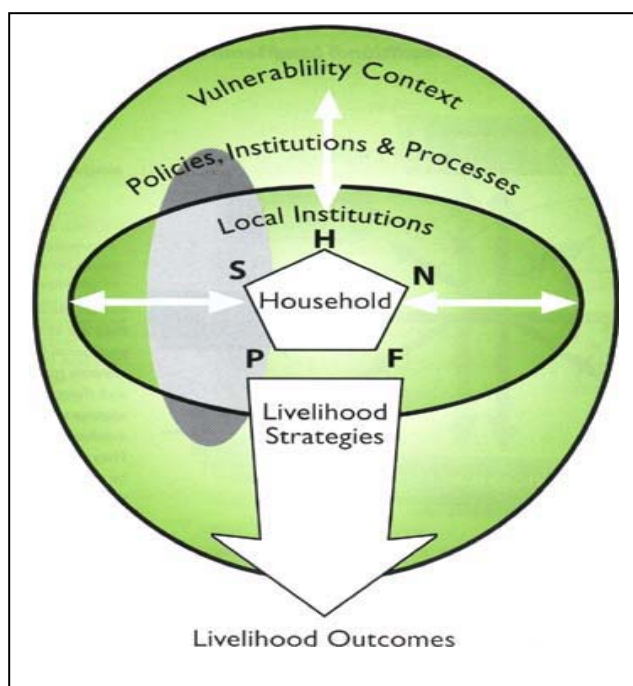 Vulnerablility Context
Policies, Institutions & Processes
Local Institutions
H
S
N
Household
P
F
Livelihood
Strategies
Livelihood Outcomes